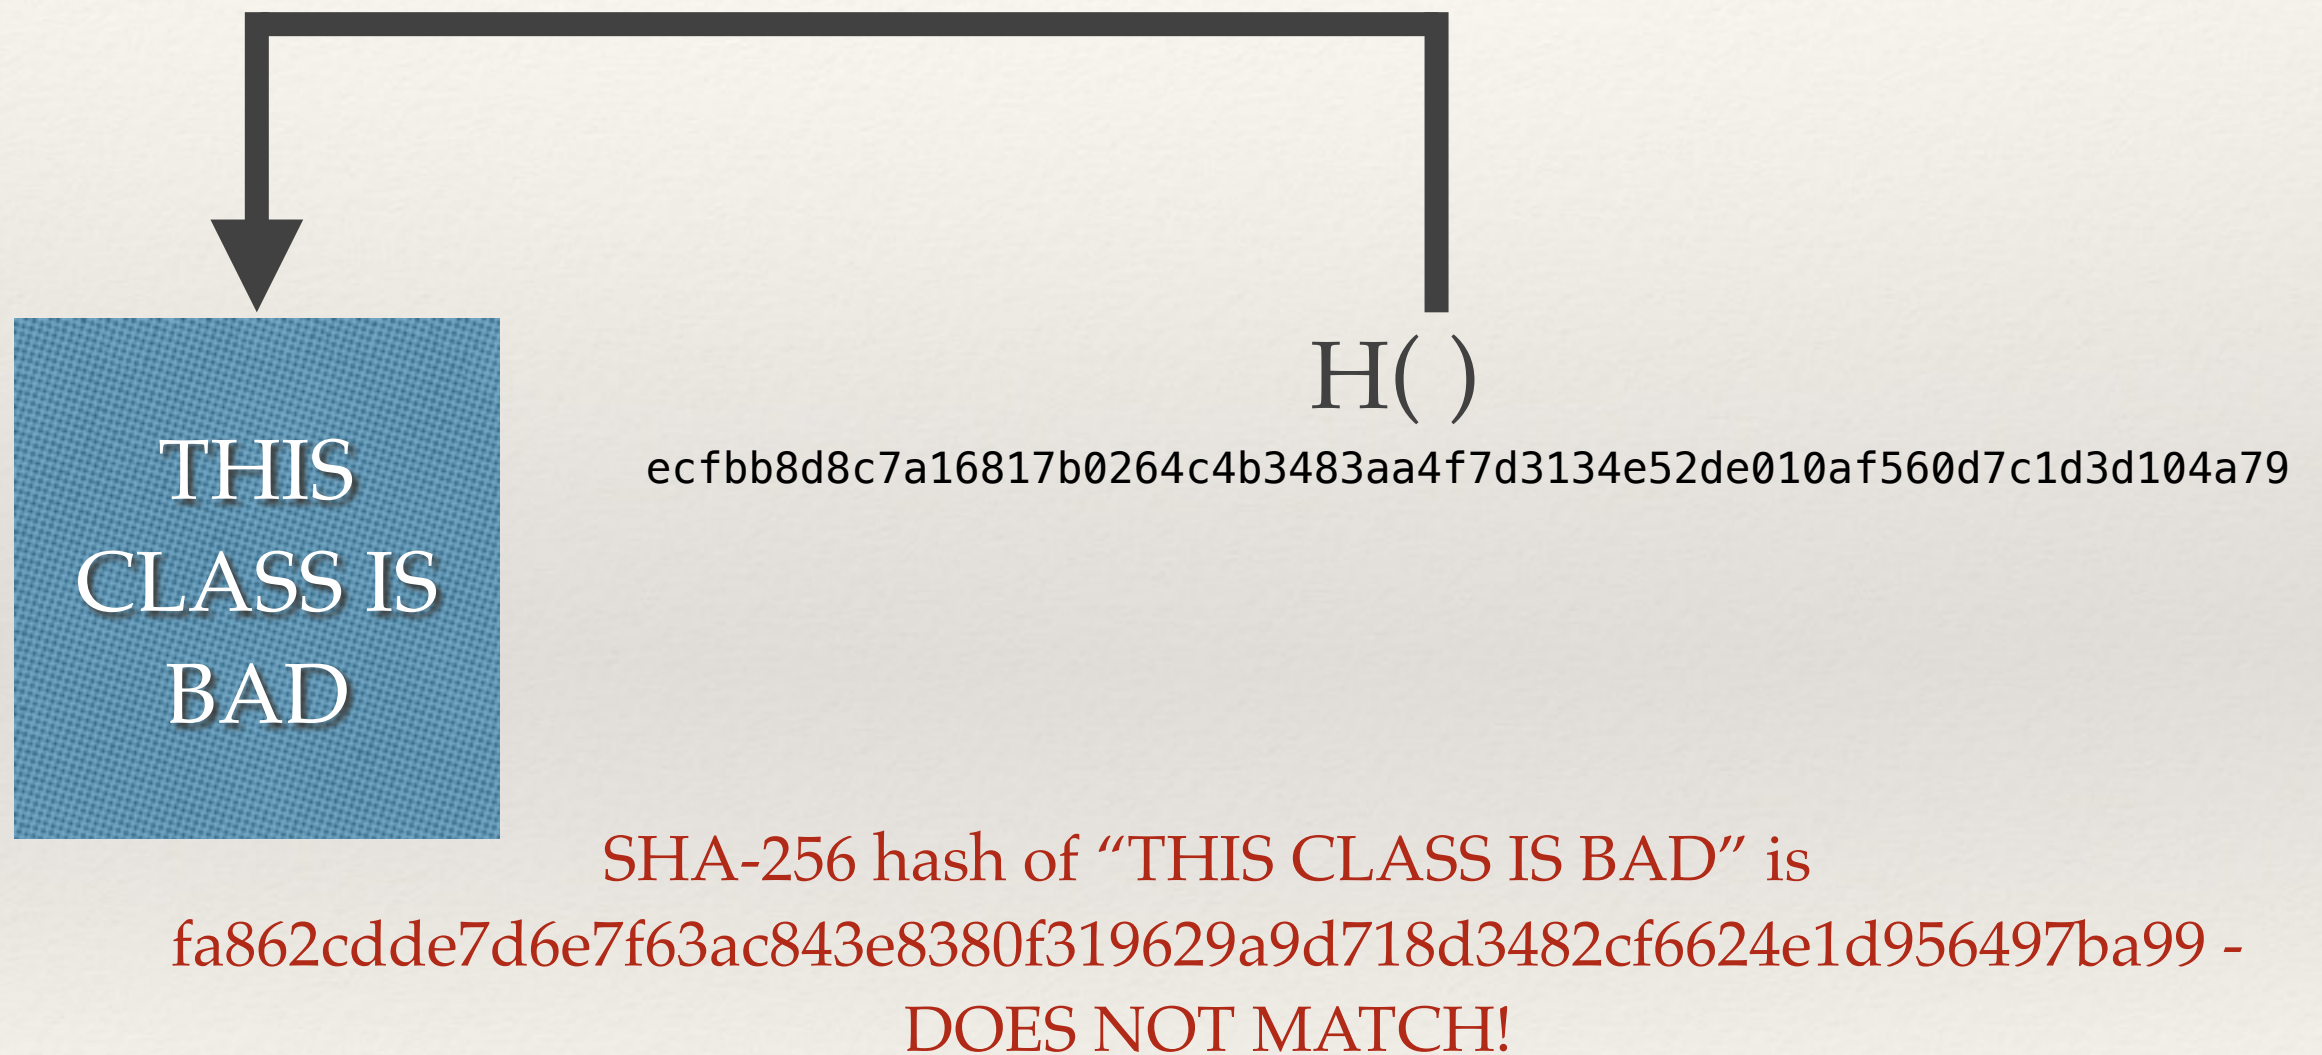 H( )
ecfbb8d8c7a16817b0264c4b3483aa4f7d3134e52de010af560d7c1d3d104a79
THIS
CLASS IS
BAD
SHA-256 hash of “THIS CLASS IS BAD” is
fa862cdde7d6e7f63ac843e8380f319629a9d718d3482cf6624e1d956497ba99 -
DOES NOT MATCH!